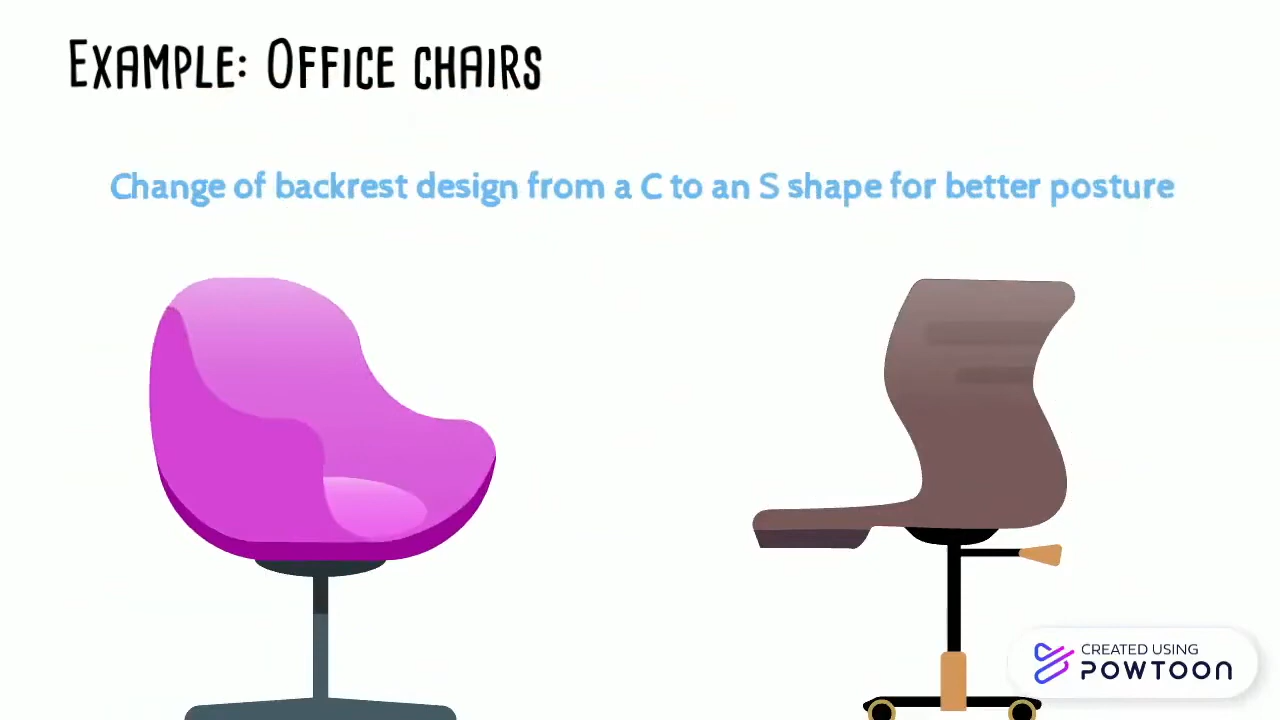 Example: Office chairs
Change of backrest design from a C to an S shape for better posture
CREATED USING
POWTOON